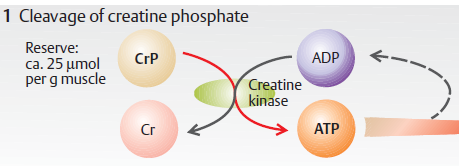 1 Cleavage of creatine phosphate
Reserve:
ca. 25 μmol
per g muscle
CrP
ADP
Creatine
kinase
Cr
ATP